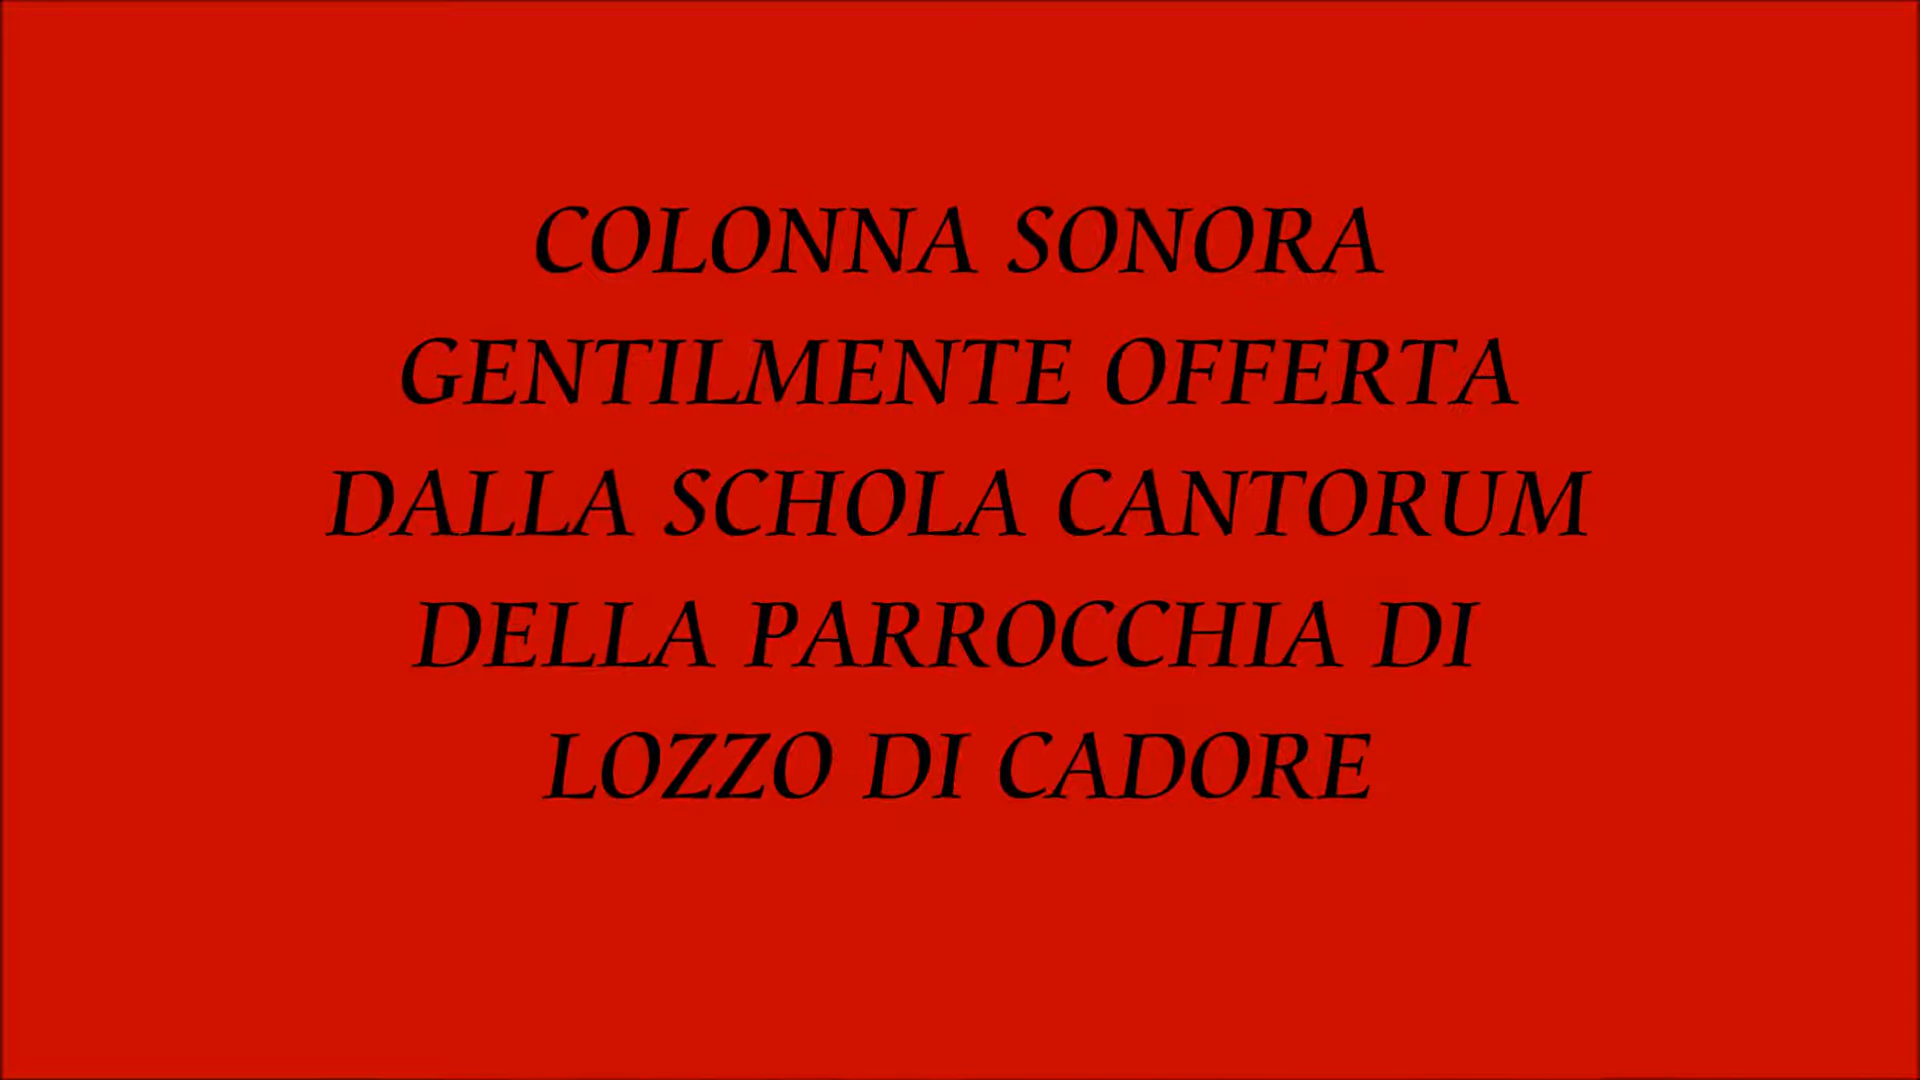 COLONNA SONORA
GENTILMENTE OFFERTA
DALLA SCHOLA CANTORUM
DELLA PARROCCHIA DI
LOZZO DI CADORE